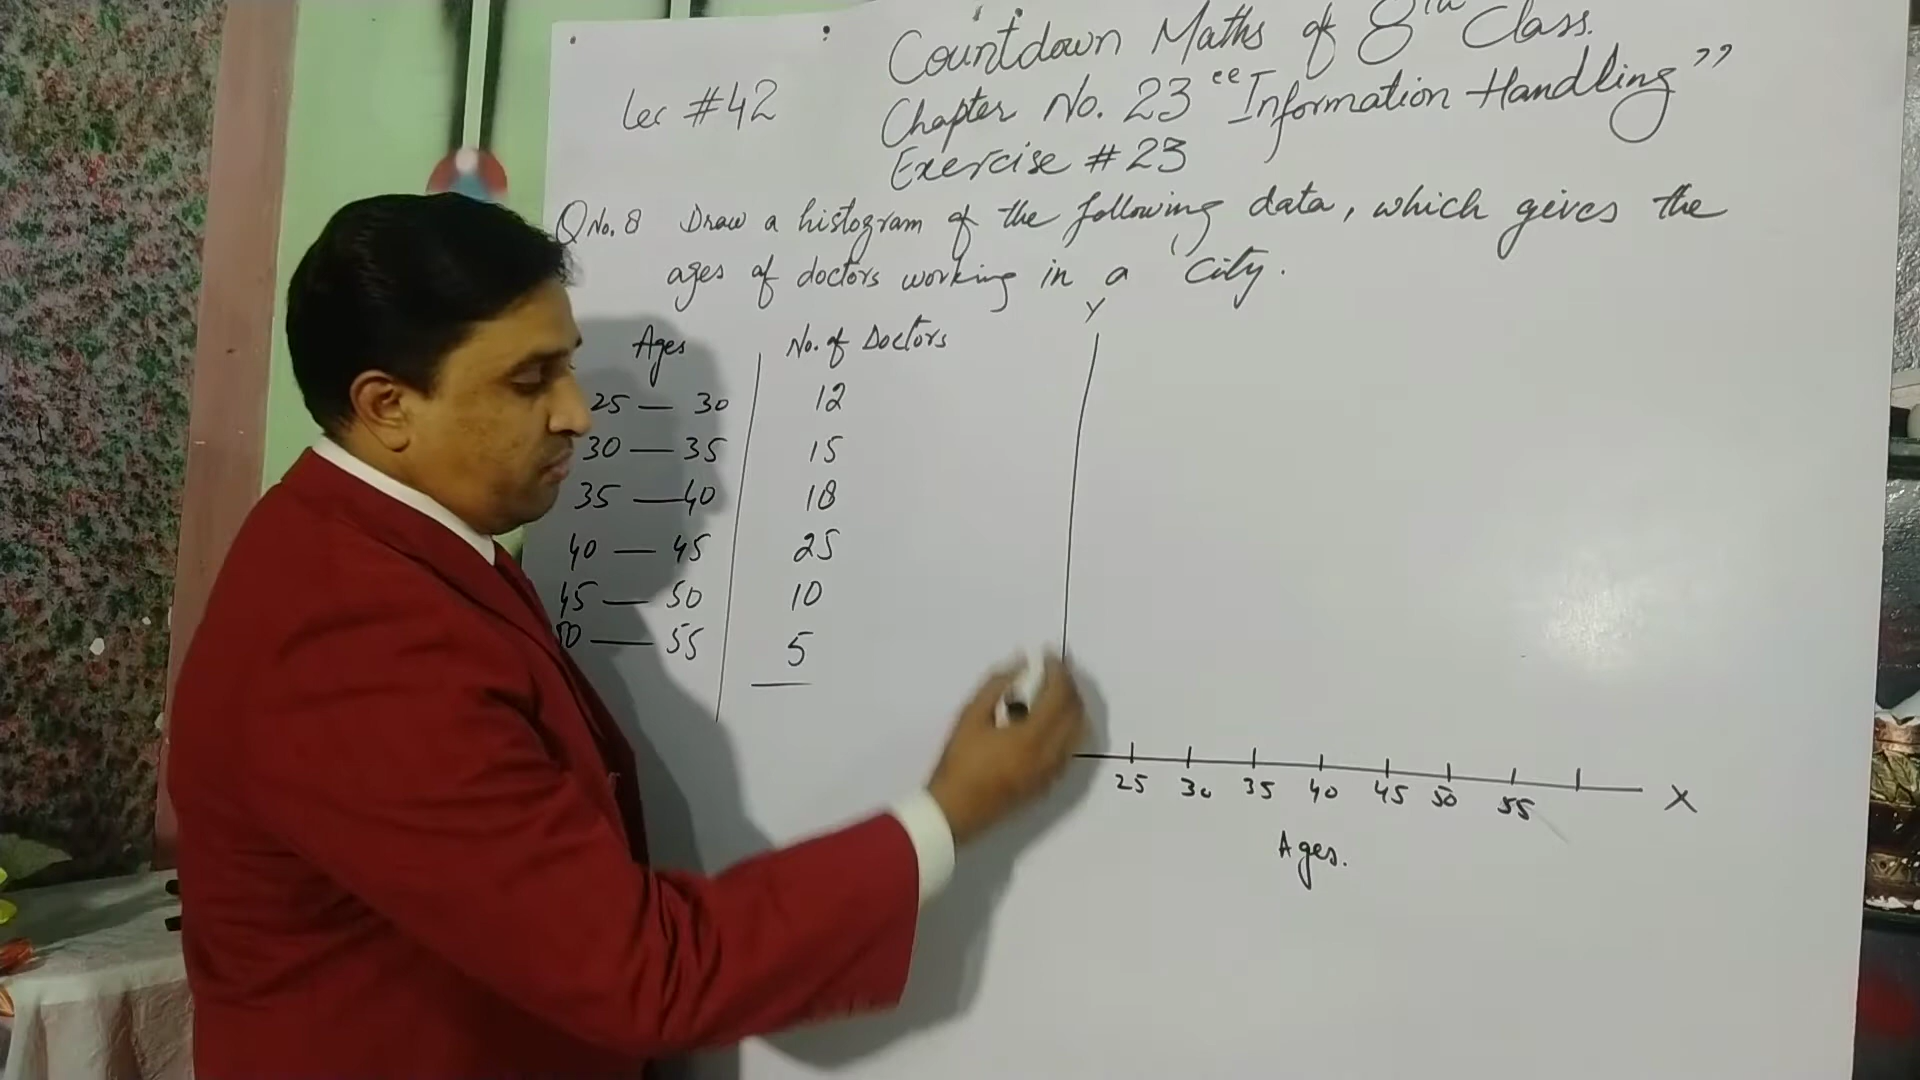 Countdown Maths of 8th Class.
Lec #42
Chapter No. 23 "Information Handling"
Exercise #23
QNo.8 Draw a histogram of the following data, which gives the
ages of doctors working in a city.
Ages No. of Doctors
25 — 30 12
30 — 35 15
35 — 40 18
40 — 45 25
45 — 50 10
50 — 55 5
Y
25 30 35 40 45 50 55 X
Ages.